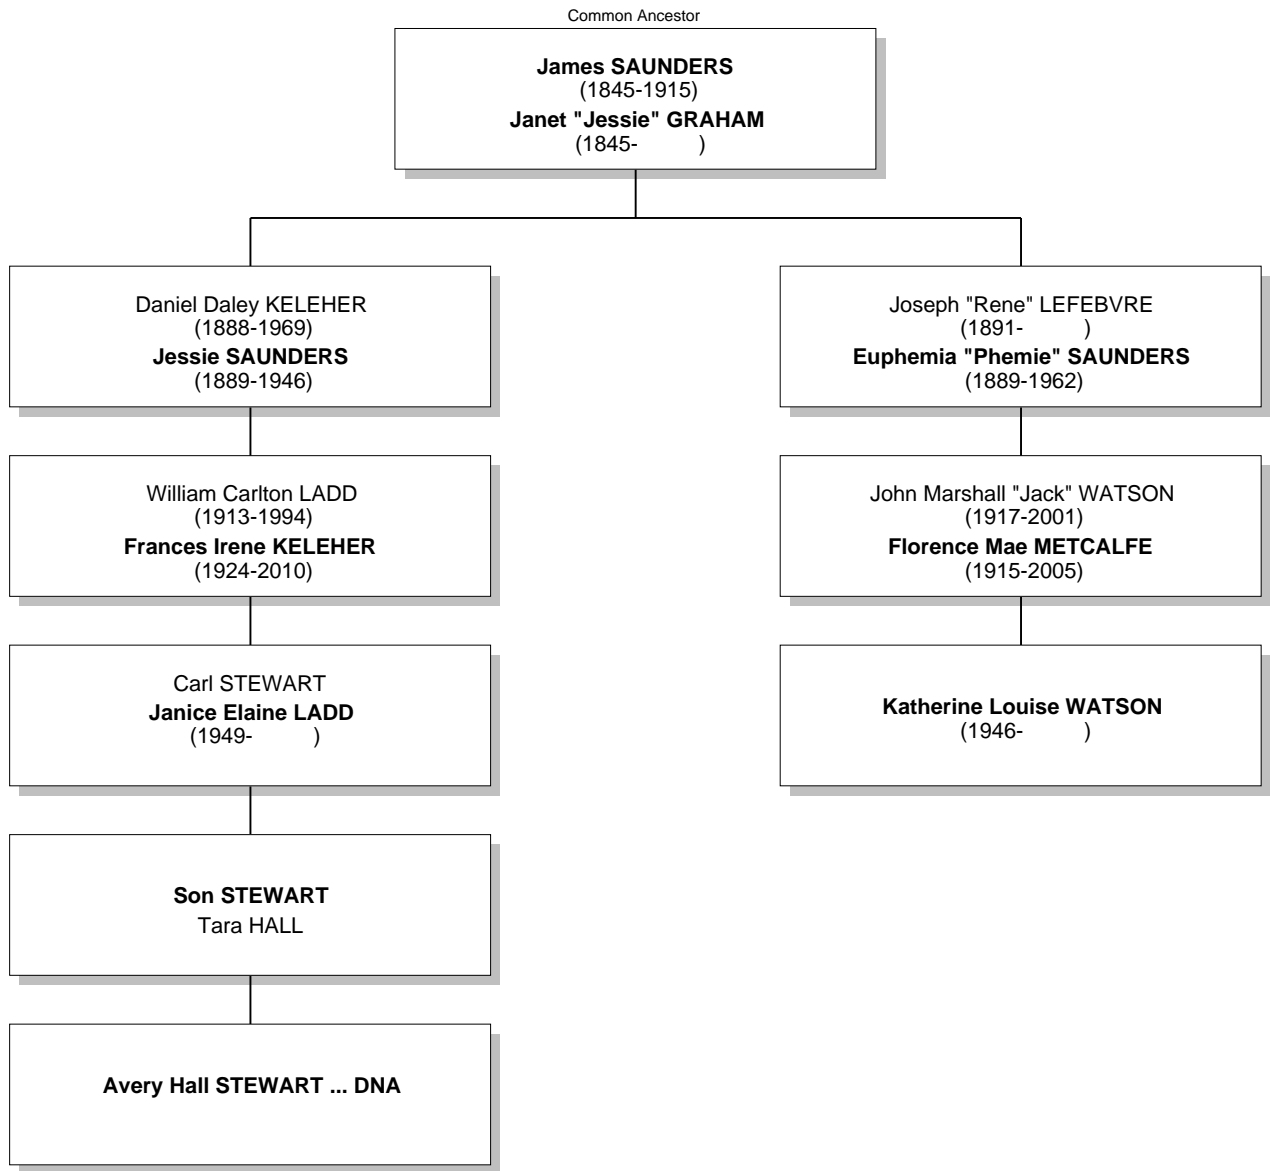 Common Ancestor
James SAUNDERS
(1845-1915)
Janet "Jessie" GRAHAM
(1845- )
Daniel Daley KELEHER
(1888-1969)
Jessie SAUNDERS
(1889-1946)
Joseph "Rene" LEFEBVRE
(1891- )
Euphemia "Phemie" SAUNDERS
(1889-1962)
William Carlton LADD
(1913-1994)
Frances Irene KELEHER
(1924-2010)
John Marshall "Jack" WATSON
(1917-2001)
Florence Mae METCALFE
(1915-2005)
Carl STEWART
Janice Elaine LADD
(1949- )
Katherine Louise WATSON
(1946- )
Son STEWART
Tara HALL
Avery Hall STEWART ... DNA